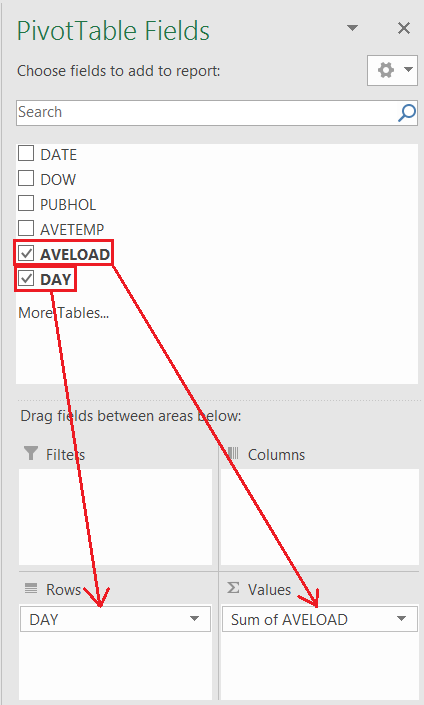 PivotTable Fields
Choose fields to add to report:
Search
DATE
DOW
PUBHOL
AVETEMP
AVELOAD
DAY
More Tables...
Drag fields between areas below:
Filters
Columns
Rows
Σ Values
DAY
Sum of AVELOAD